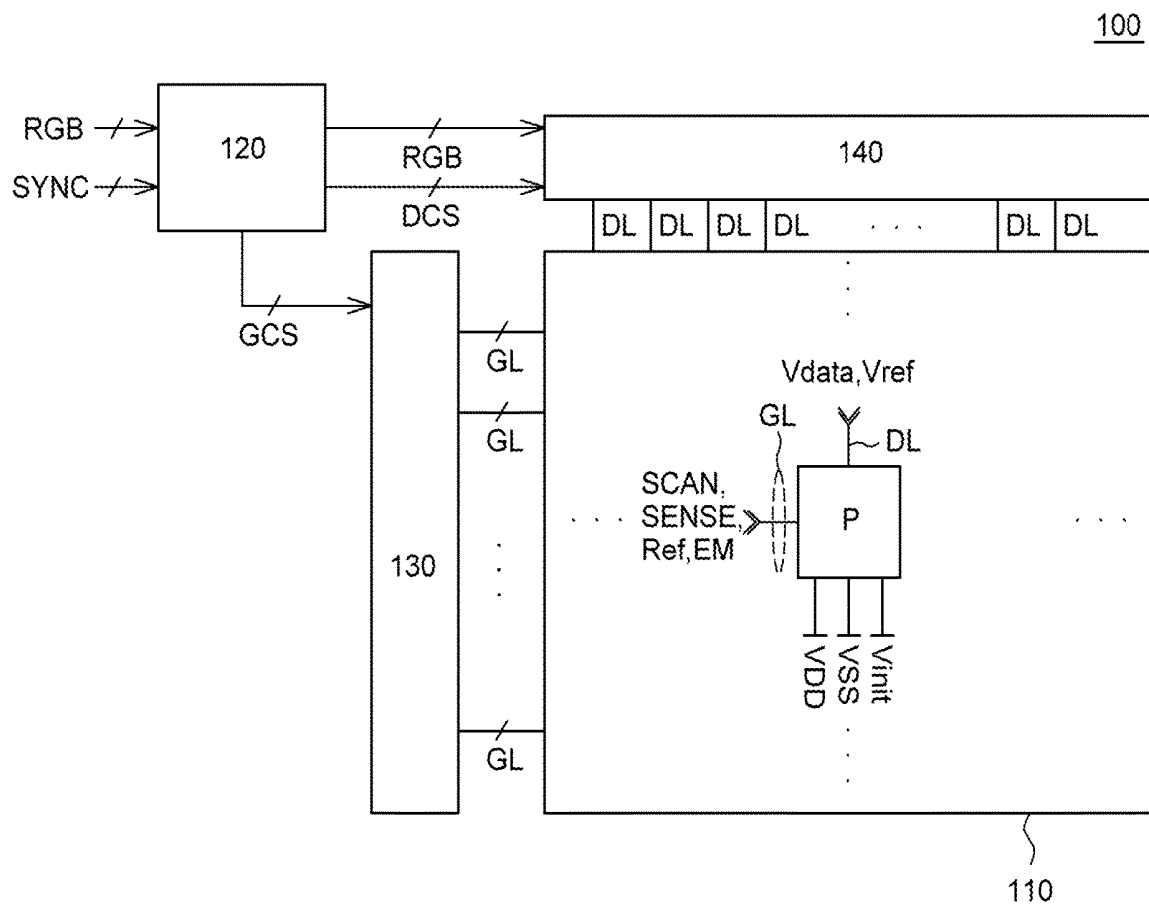 100
RGB
120
RGB
140
SYNC
DCS
DL DL DL DL . . . DL DL
GCS
GL
Vdata,Vref
GL
GL
DL
SCAN,
SENSE,
Ref,EM
P
130
VDD
VSS
Vinit
GL
110